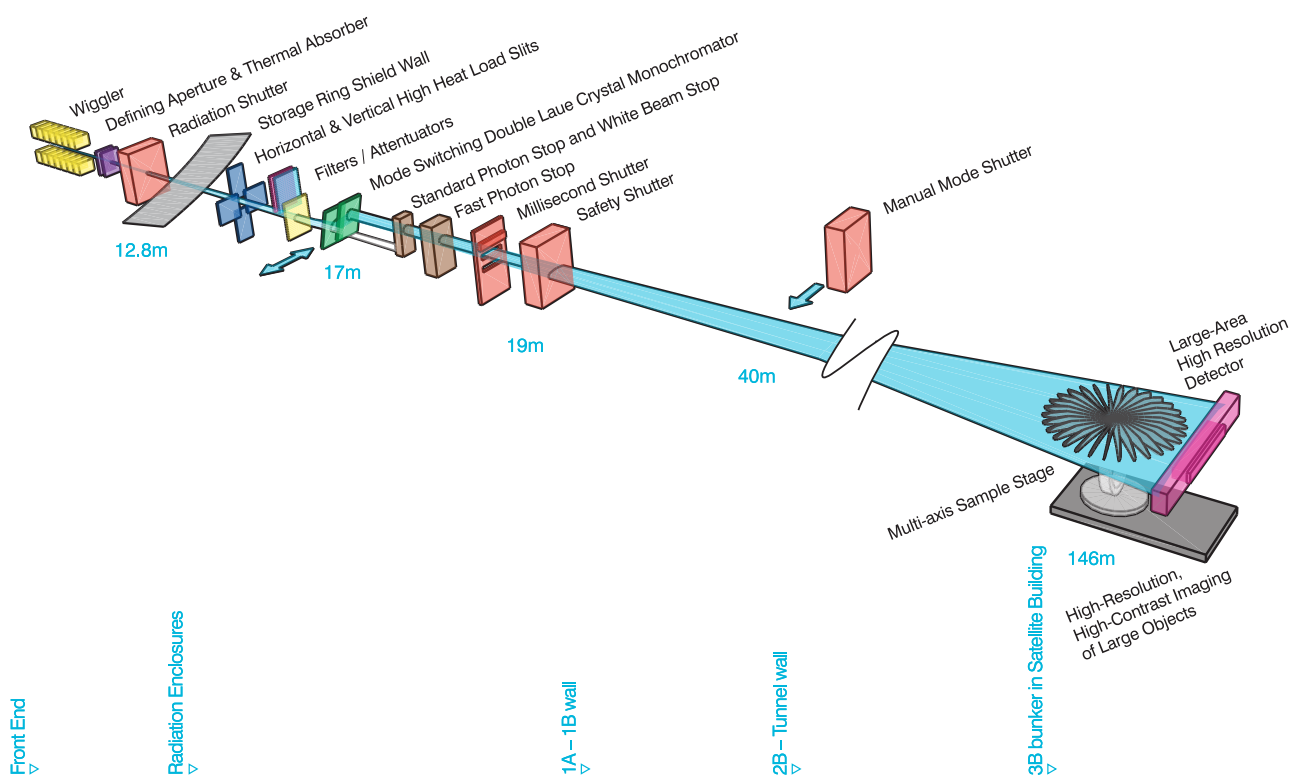 Wiggler
Defining Aperture & Thermal Absorber
Radiation Shutter
Storage Ring Shield Wall
Horizontal & Vertical High Heat Load Slits
Filters / Attentuators
Mode Switching Double Laue Crystal Monochromator
Standard Photon Stop and White Beam Stop
Fast Photon Stop
Millisecond Shutter
Safety Shutter
Manual Mode Shutter
Large-Area
High Resolution
Detector
Multi-axis Sample Stage
High-Resolution,
High-Contrast Imaging
of Large Objects
12.8m
17m
19m
40m
146m
Front End
Radiation Enclosures
1A – 1B wall
2B – Tunnel wall
3B bunker in Satellite Building